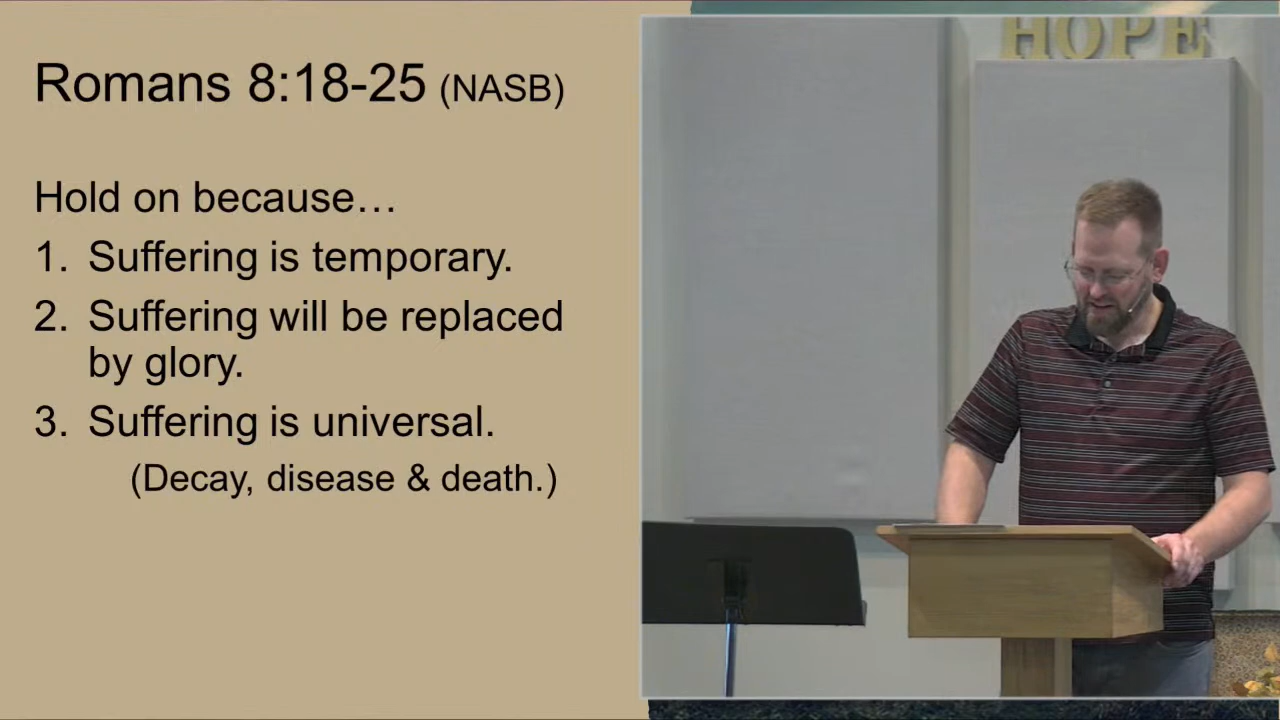 Romans 8:18-25 (NASB)
Hold on because…
1. Suffering is temporary.
2. Suffering will be replaced
by glory.
3. Suffering is universal.
(Decay, disease & death.)
HOPE